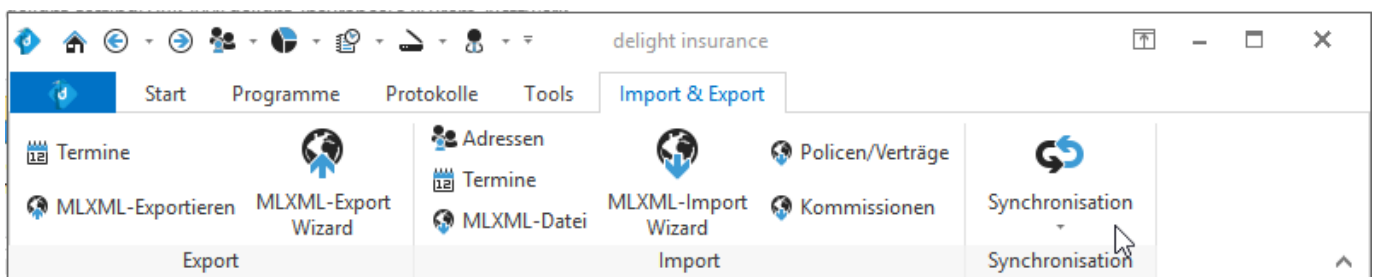 delight insurance
Start Programme Protokolle Tools Import & Export
Termine
MLXML-Exportieren
MLXML-Export
Wizard
Export
Adressen
Termine
MLXML-Datei
MLXML-Import
Wizard
Policen/Verträge
Kommissionen
Import
Synchronisation
Synchronisation